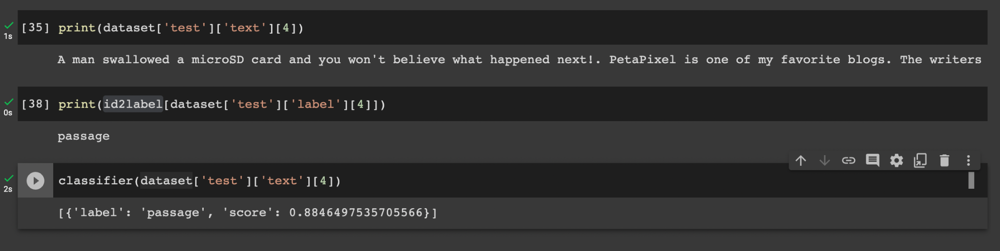 [35] print(dataset['test']['text'][4])
1s
A man swallowed a microSD card and you won't believe what happened next!. PetaPixel is one of my favorite blogs. The writers
[38] print(id2label[dataset['test']['label'][4]])
0s
passage
classifier(dataset['test']['text'][4])
2s
[{'label': 'passage', 'score': 0.8846497535705566}]